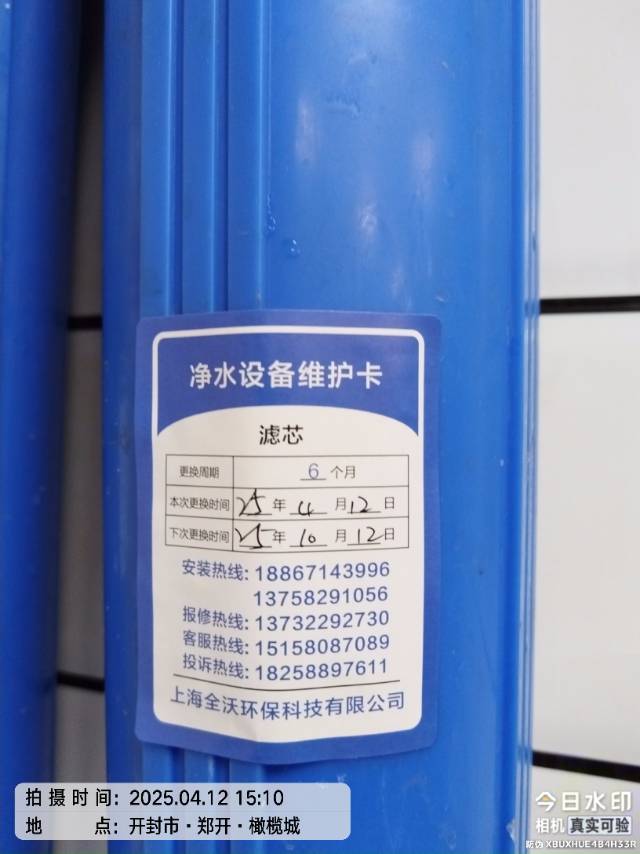 净水设备维护卡
滤芯
更换周期 6 个月
本次更换时间 25 年 4 月 12 日
下次更换时间 25 年 10 月 12 日
安装热线: 18867143996
13758291056
报修热线: 13732292730
客服热线: 15158087089
投诉热线: 18258897611
上海全沃环保科技有限公司
拍摄时间: 2025.04.12 15:10
地点: 开封市·郑开·橄榄城
今日水印
相机 真实可验
防伪 XBUXHUE4B4H33R